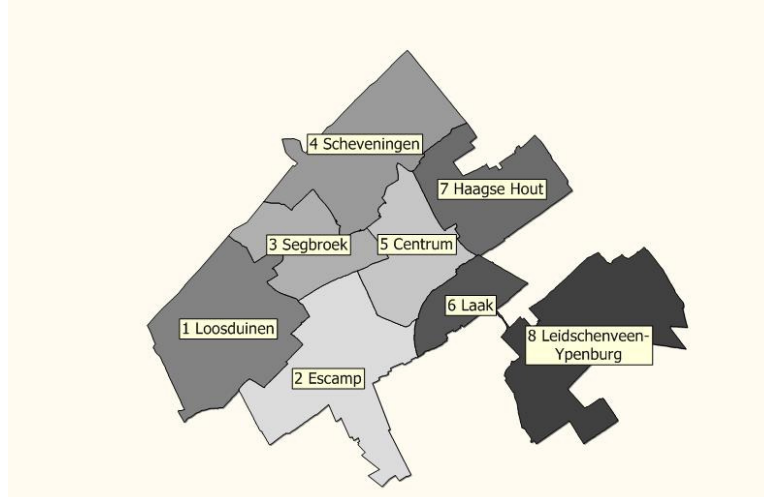 4 Scheveningen
7 Haagse Hout
3 Segbroek
5 Centrum
6 Laak
1 Loosduinen
8 Leidschenveen-
Ypenburg
2 Escamp